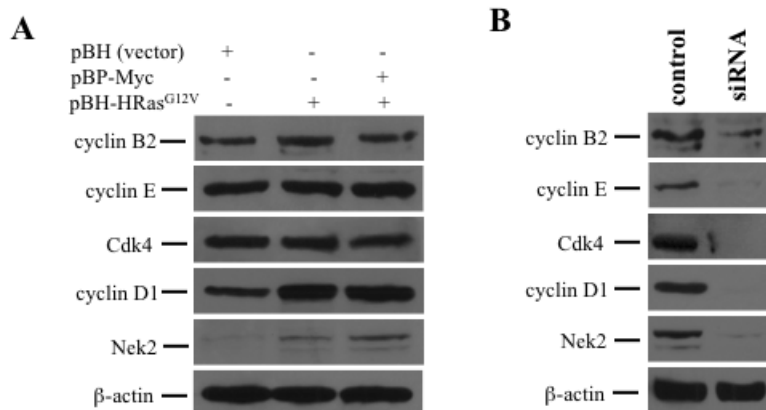 A
pBH (vector) + - -
pBP-Myc - - +
pBH-HRasG12V - + +
cyclin B2
cyclin E
Cdk4
cyclin D1
Nek2
β-actin
B
control siRNA
cyclin B2
cyclin E
Cdk4
cyclin D1
Nek2
β-actin